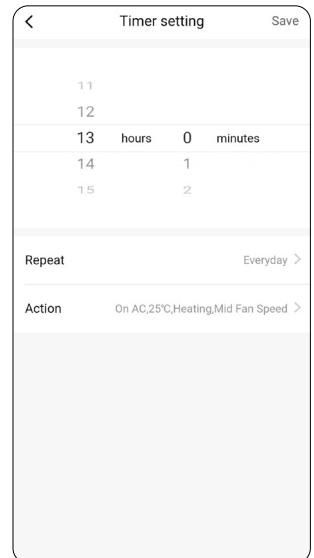 Timer setting Save
11
12
13 hours 0 minutes
14 1
15 2
Repeat Everyday
Action On AC,25℃,Heating,Mid Fan Speed